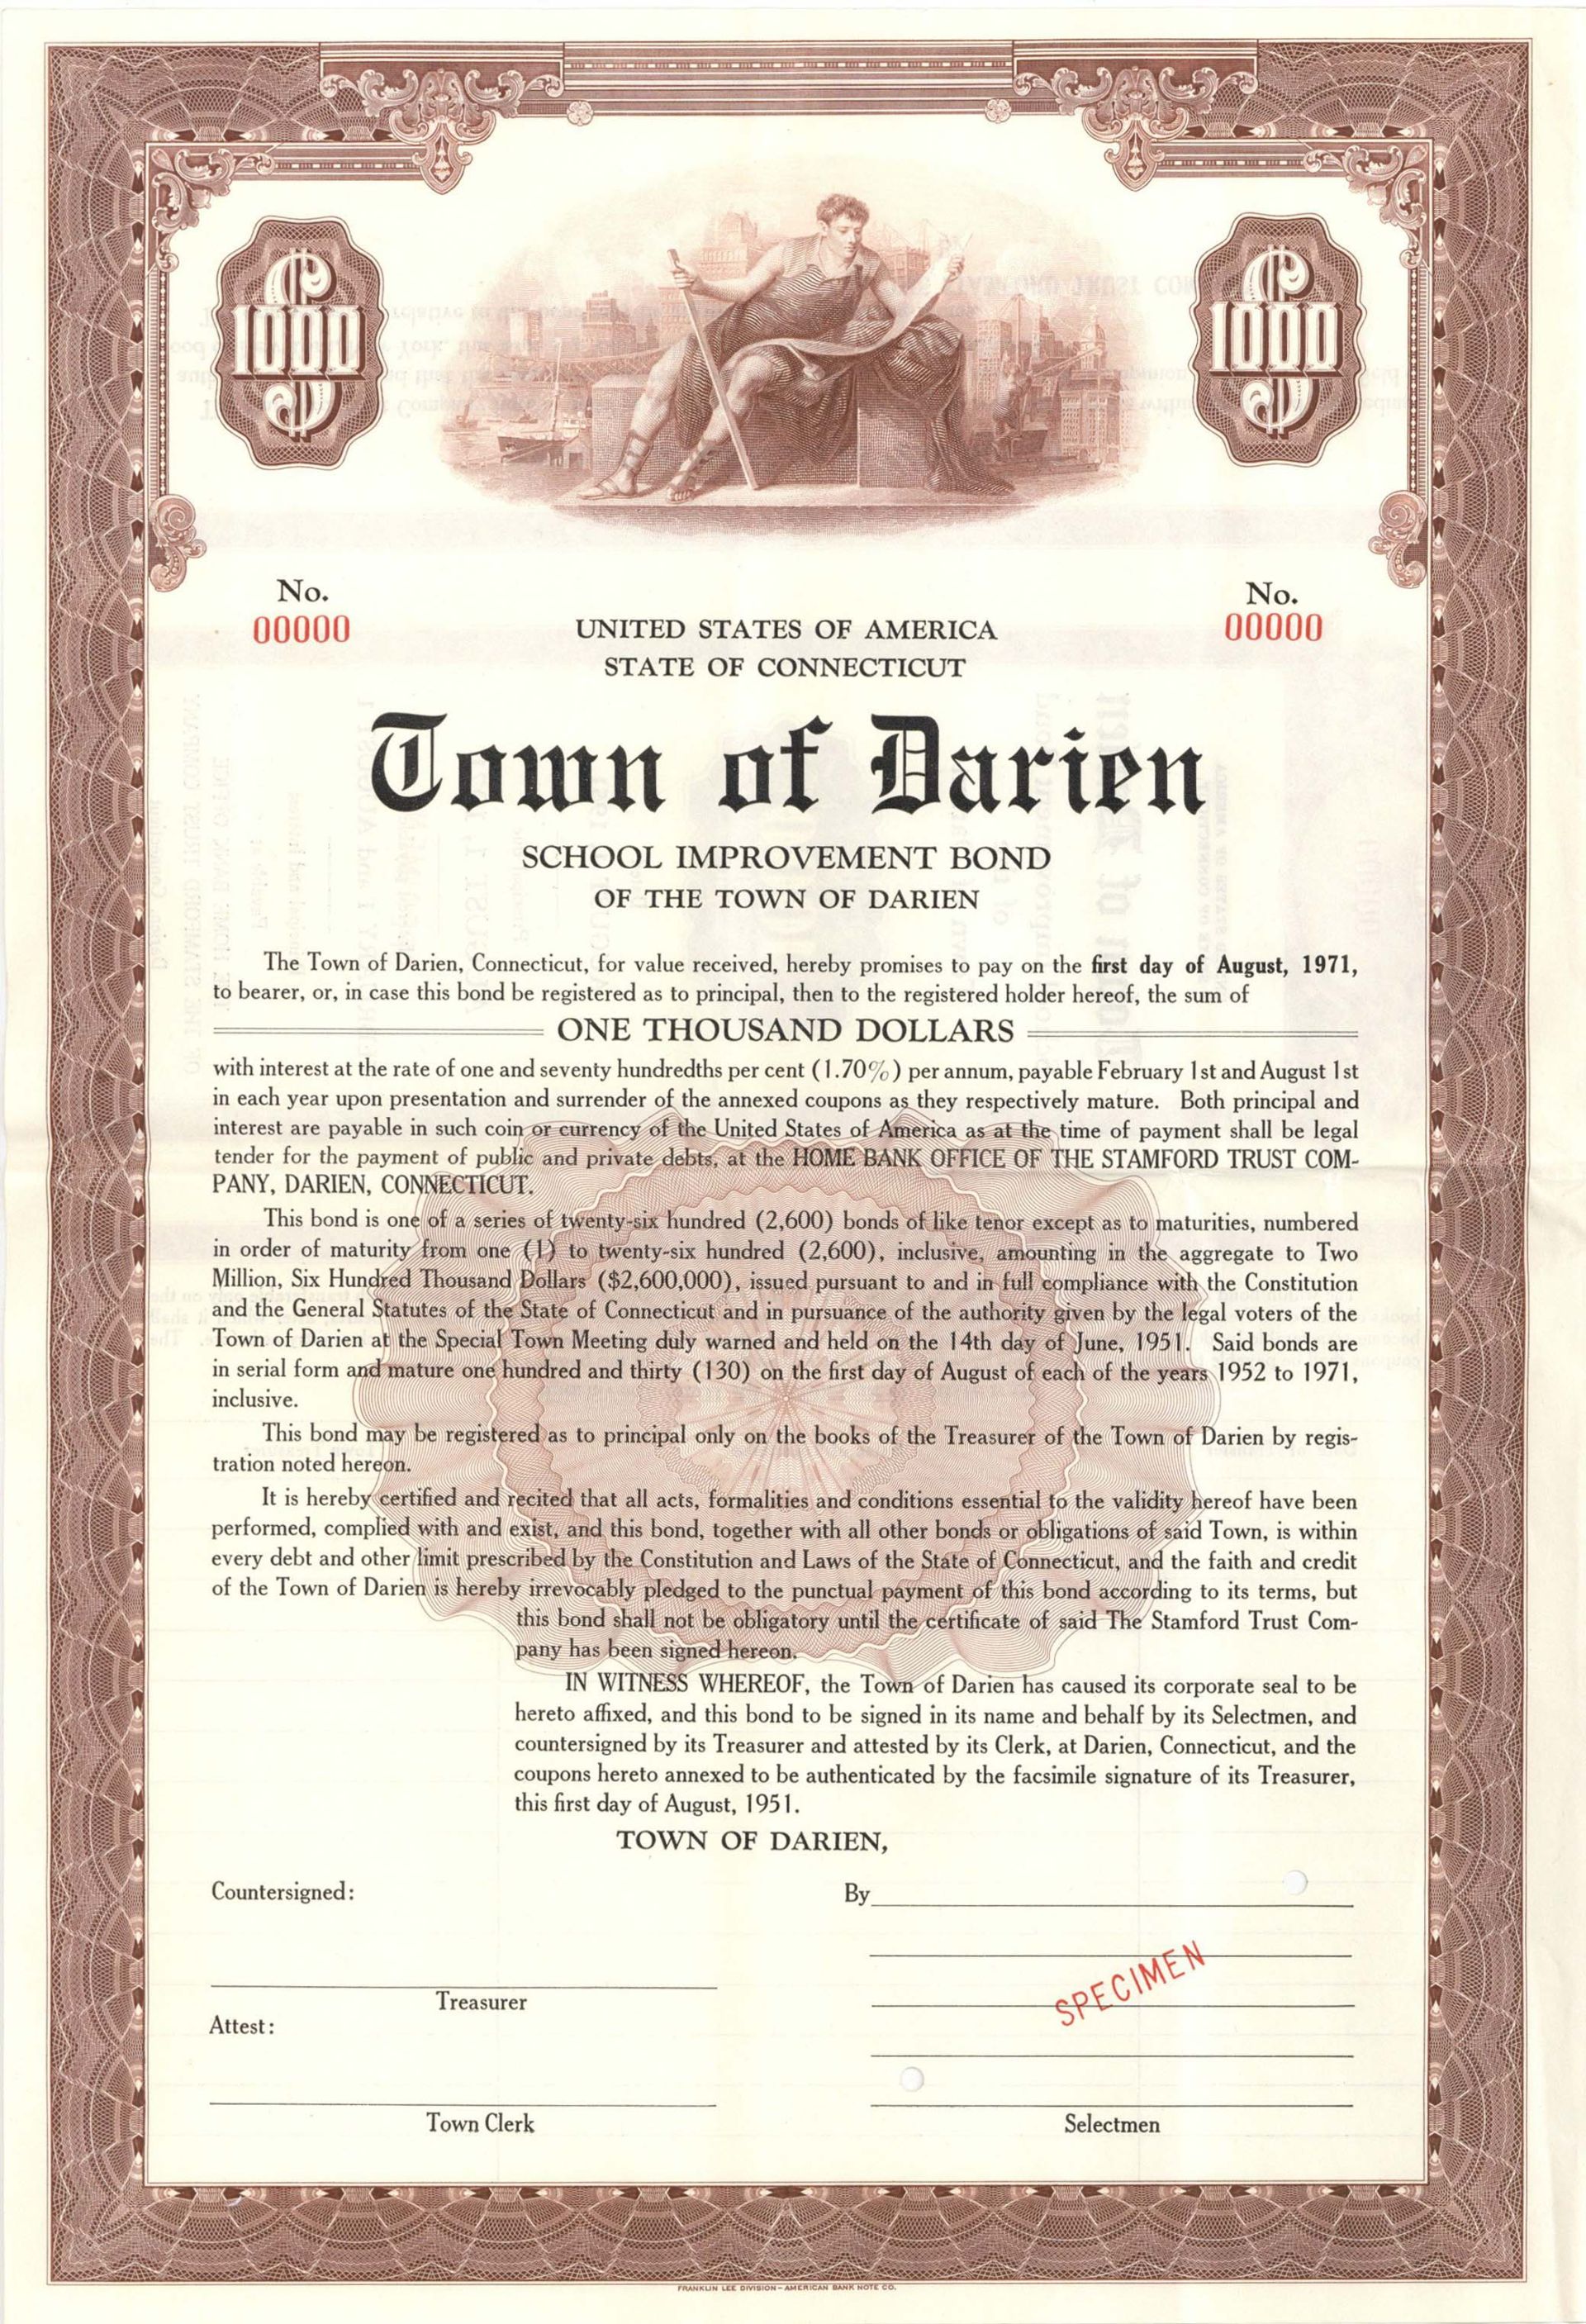 $1000
$1000
No.
00000
No.
00000
UNITED STATES OF AMERICA
STATE OF CONNECTICUT
Town of Darien
SCHOOL IMPROVEMENT BOND
OF THE TOWN OF DARIEN
The Town of Darien, Connecticut, for value received, hereby promises to pay on the first day of August, 1971,
to bearer, or, in case this bond be registered as to principal, then to the registered holder hereof, the sum of
ONE THOUSAND DOLLARS
with interest at the rate of one and seventy hundredths per cent (1.70%) per annum, payable February 1st and August 1st
in each year upon presentation and surrender of the annexed coupons as they respectively mature. Both principal and
interest are payable in such coin or currency of the United States of America as at the time of payment shall be legal
tender for the payment of public and private debts, at the HOME BANK OFFICE OF THE STAMFORD TRUST COM-
PANY, DARIEN, CONNECTICUT.
This bond is one of a series of twenty-six hundred (2,600) bonds of like tenor except as to maturities, numbered
in order of maturity from one (1) to twenty-six hundred (2,600), inclusive, amounting in the aggregate to Two
Million, Six Hundred Thousand Dollars ($2,600,000), issued pursuant to and in full compliance with the Constitution
and the General Statutes of the State of Connecticut and in pursuance of the authority given by the legal voters of the
Town of Darien at the Special Town Meeting duly warned and held on the 14th day of June, 1951. Said bonds are
in serial form and mature one hundred and thirty (130) on the first day of August of each of the years 1952 to 1971,
inclusive.
This bond may be registered as to principal only on the books of the Treasurer of the Town of Darien by regis-
tration noted hereon.
It is hereby certified and recited that all acts, formalities and conditions essential to the validity hereof have been
performed, complied with and exist, and this bond, together with all other bonds or obligations of said Town, is within
every debt and other limit prescribed by the Constitution and Laws of the State of Connecticut, and the faith and credit
of the Town of Darien is hereby irrevocably pledged to the punctual payment of this bond according to its terms, but
this bond shall not be obligatory until the certificate of said The Stamford Trust Com-
pany has been signed hereon.
IN WITNESS WHEREOF, the Town of Darien has caused its corporate seal to be
hereto affixed, and this bond to be signed in its name and behalf by its Selectmen, and
countersigned by its Treasurer and attested by its Clerk, at Darien, Connecticut, and the
coupons hereto annexed to be authenticated by the facsimile signature of its Treasurer,
this first day of August, 1951.
TOWN OF DARIEN,
Countersigned:
By
SPECIMEN
Treasurer
Attest:
Town Clerk
Selectmen
FRANKLIN LEE DIVISION - AMERICAN BANK NOTE CO.